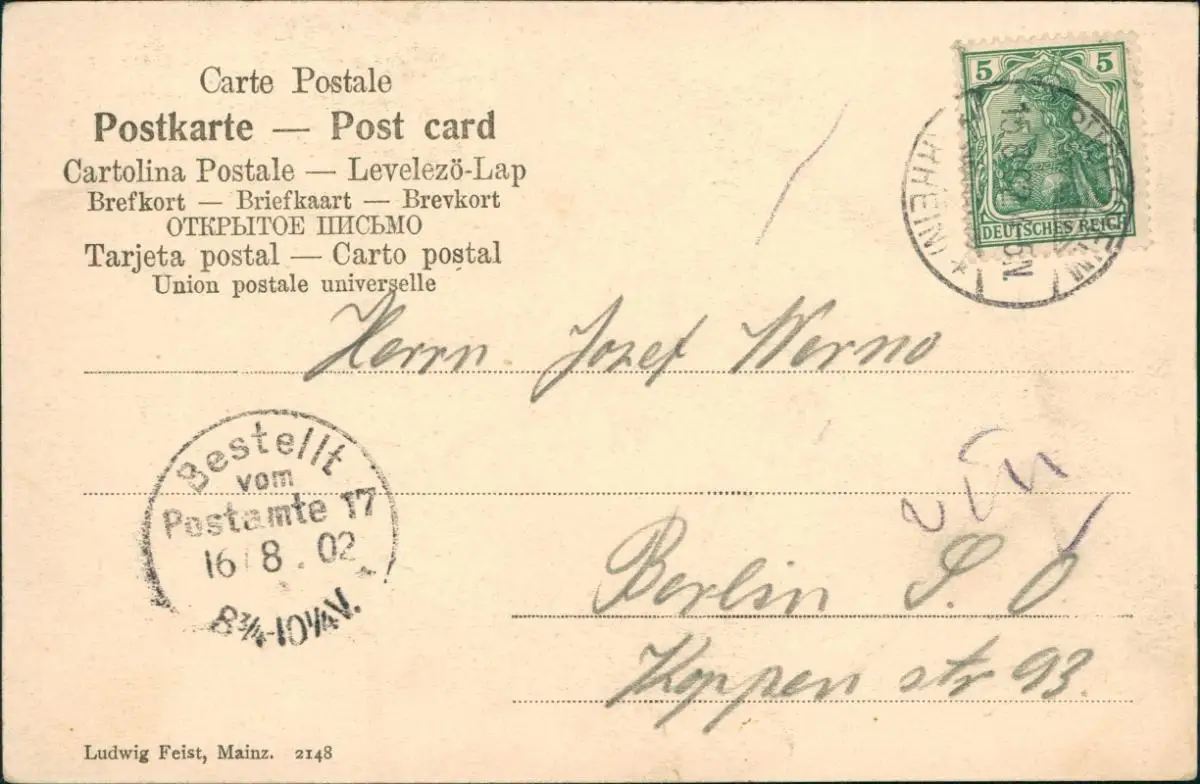 Carte Postale
Postkarte — Post card
Cartolina Postale — Levelezö-Lap
Brefkort — Briefkaart — Brevkort
ОТКРЫТОЕ ПИСЬМО
Tarjeta postal — Carto postal
Union postale universelle
5 5
DEUTSCHES REICH
Herrn Jozef Werno
Bestellt
vom
Postamte 17
16/8.02
8¾-10¼V.
Berlin S. O.
Koppen str 93.
Ludwig Feist, Mainz. 2148